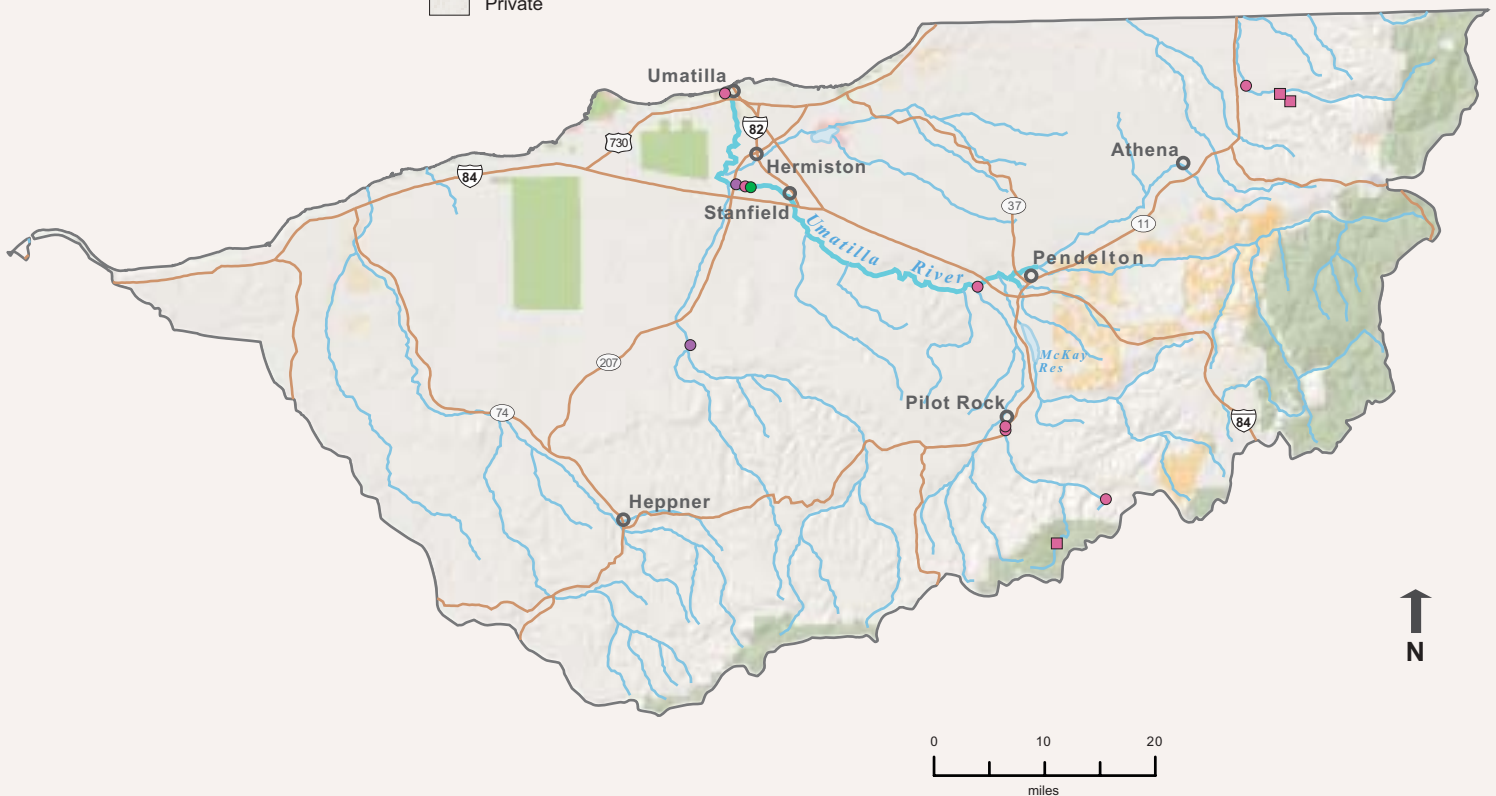 Private
Umatilla
82
730
Hermiston
Athena
84
Stanfield
37
11
Umatilla River
Pendelton
McKay
Res
207
Pilot Rock
74
84
Heppner
N
0 10 20
miles